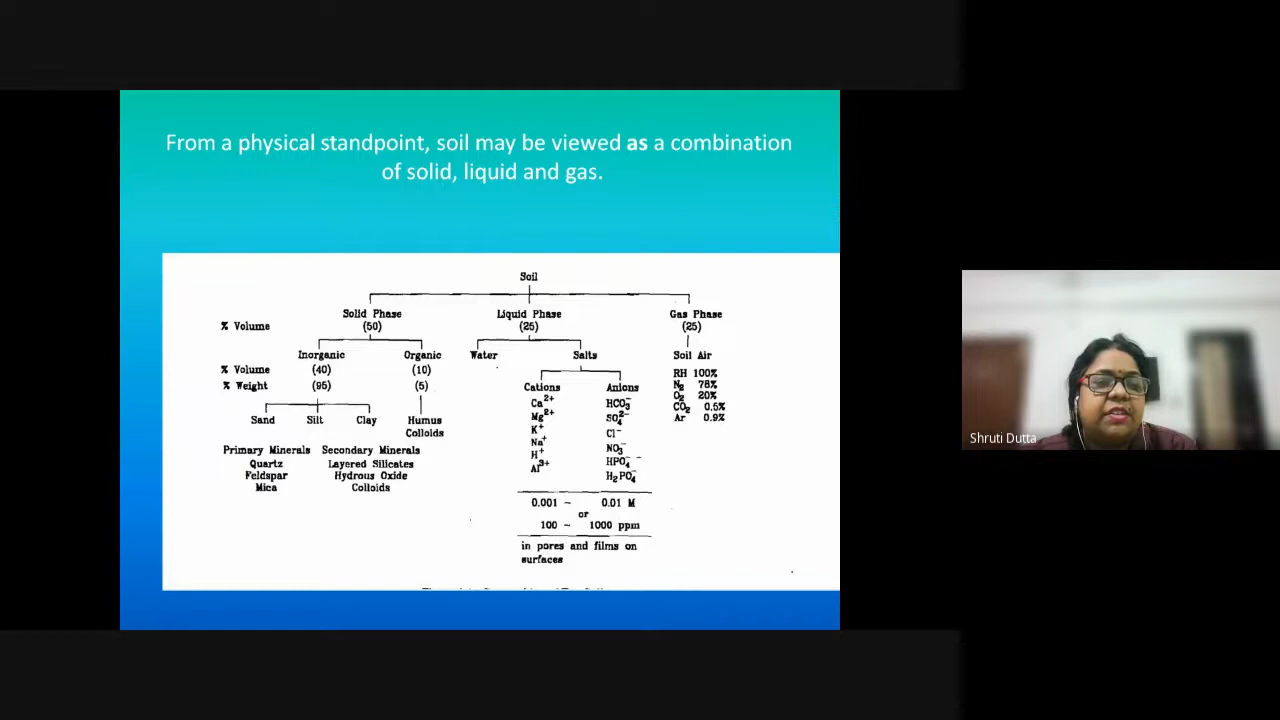 From a physical standpoint, soil may be viewed as a combination
of solid, liquid and gas.
Soil
Solid Phase Liquid Phase Gas Phase
% Volume (50) (25) (25)
Inorganic Organic Water Salts Soil Air
% Volume (40) (10)
% Weight (95) (5)
Sand Silt Clay Humus
Colloids
Primary Minerals Secondary Minerals
Quartz Layered Silicates
Feldspar Hydrous Oxide
Mica Colloids
Cations Anions
Ca2+ HCO3-
Mg2+ SO42-
K+ Cl-
Na+ NO3-
H+ HPO4--
Al3+ H2PO4-
0.001 ~ 0.01 M
or
100 ~ 1000 ppm
in pores and films on
surfaces
RH 100%
N2 78%
O2 20%
CO2 0.5%
Ar 0.9%
Shruti Dutta